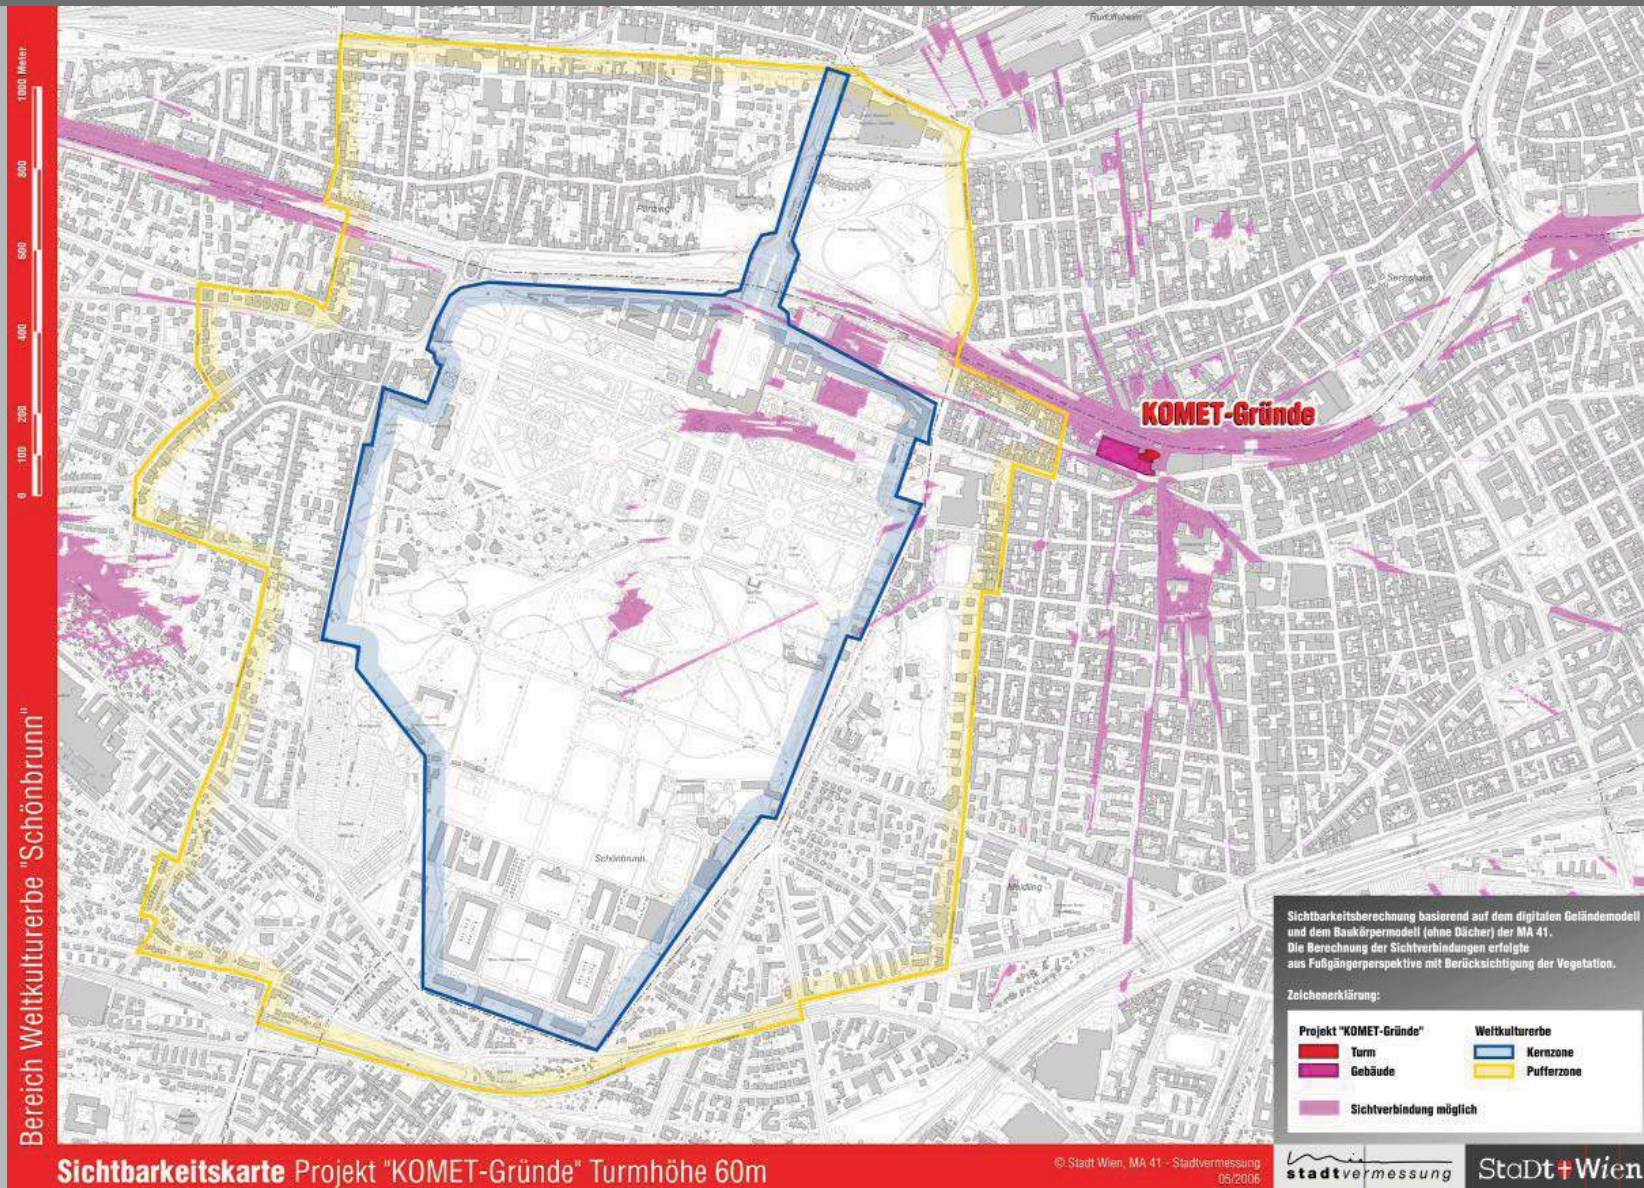 Rudolfsheim
1000 Meter
800
600
400
200
100
0
Penzing
Sechshaus
KOMET-Gründe
Schönbrunn
Meidling
Bereich Weltkulturerbe "Schönbrunn"
Sichtbarkeitsberechnung basierend auf dem digitalen Geländemodell
und dem Baukörpermodell (ohne Dächer) der MA 41.
Die Berechnung der Sichtverbindungen erfolgte
aus Fußgängerperspektive mit Berücksichtigung der Vegetation.
Zeichenerklärung:
Projekt "KOMET-Gründe"
Turm
Gebäude
Sichtverbindung möglich
Weltkulturerbe
Kernzone
Pufferzone
Sichtbarkeitskarte Projekt "KOMET-Gründe" Turmhöhe 60m
© Stadt Wien, MA 41 - Stadtvermessung
05/2006
stadtvermessung
StaDt+Wien